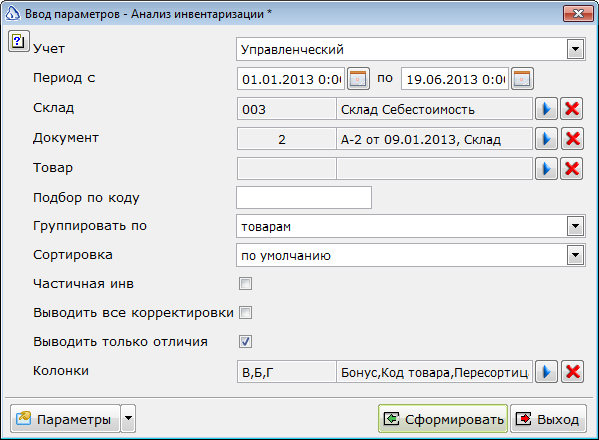 Ввод параметров - Анализ инвентаризации *
Учет Управленческий
Период с 01.01.2013 0:0 по 19.06.2013 0:0
Склад 003 Склад Себестоимость
Документ 2 А-2 от 09.01.2013, Склад
Товар
Подбор по коду
Группировать по товарам
Сортировка по умолчанию
Частичная инв
Выводить все корректировки
Выводить только отличия
Колонки В,Б,Г Бонус,Код товара,Пересортиц
Параметры Сформировать Выход